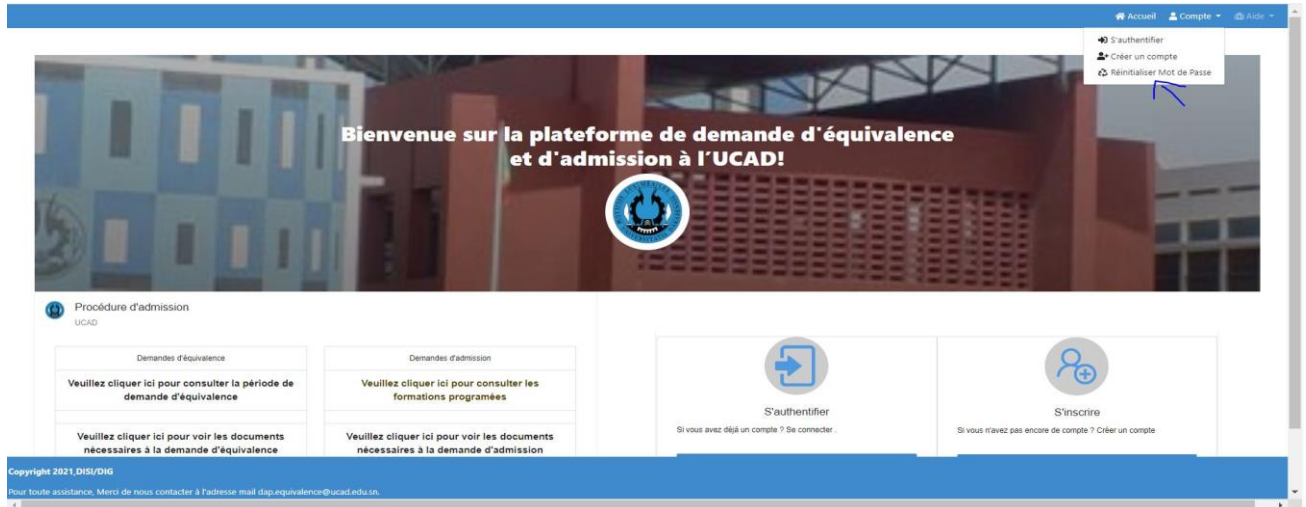 Accueil Compte Aide
S'authentifier
Créer un compte
Réinitialiser Mot de Passe
Bienvenue sur la plateforme de demande d'équivalence
et d'admission à l'UCAD!
Procédure d'admission
UCAD
Demandes d'équivalence
Veuillez cliquer ici pour consulter la période de
demande d'équivalence
Veuillez cliquer ici pour voir les documents
nécessaires à la demande d'équivalence
Demandes d'admission
Veuillez cliquer ici pour consulter les
formations programées
Veuillez cliquer ici pour voir les documents
nécessaires à la demande d'admission
S'authentifier
Si vous avez déjà un compte ? Se connecter .
S'inscrire
Si vous n'avez pas encore de compte ? Créer un compte
Copyright 2021,DISI/DIG
Pour toute assistance, Merci de nous contacter à l'adresse mail dap.equivalence@ucad.edu.sn.